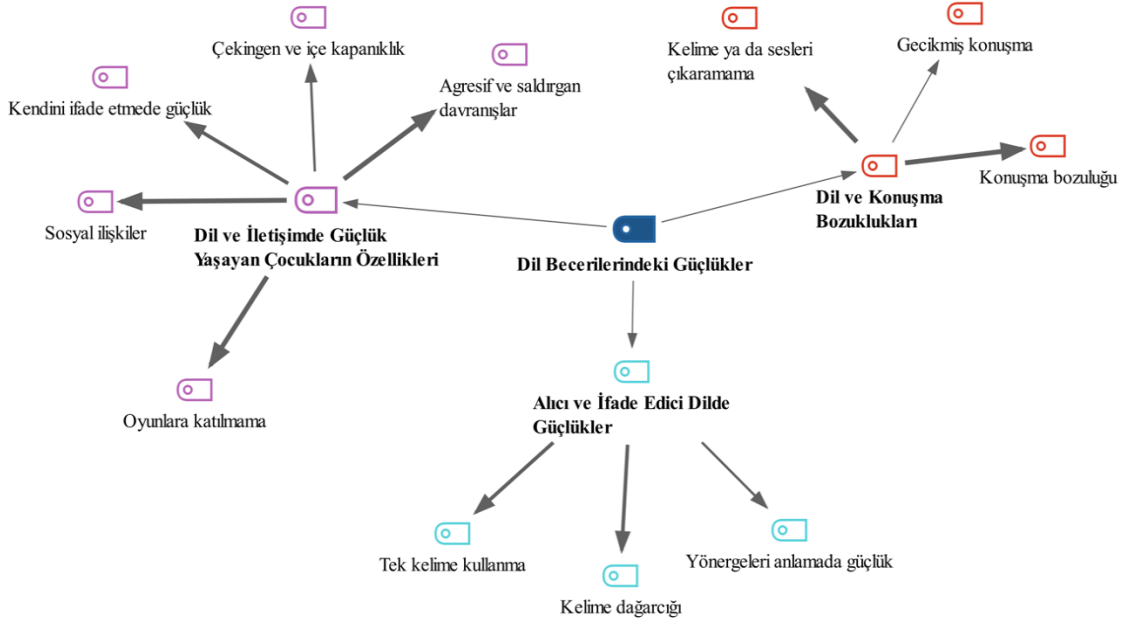 Çekingen ve içe kapanıklık
Kelime ya da sesleri
çıkaramama
Gecikmiş konuşma
Kendini ifade etmede güçlük
Agresif ve saldırgan
davranışlar
Konuşma bozuluğu
Dil ve Konuşma
Bozuklukları
Sosyal ilişkiler
Dil ve İletişimde Güçlük
Yaşayan Çocukların Özellikleri
Dil Becerilerindeki Güçlükler
Oyunlara katılmama
Alıcı ve İfade Edici Dilde
Güçlükler
Tek kelime kullanma
Yönergeleri anlamada güçlük
Kelime dağarcığı